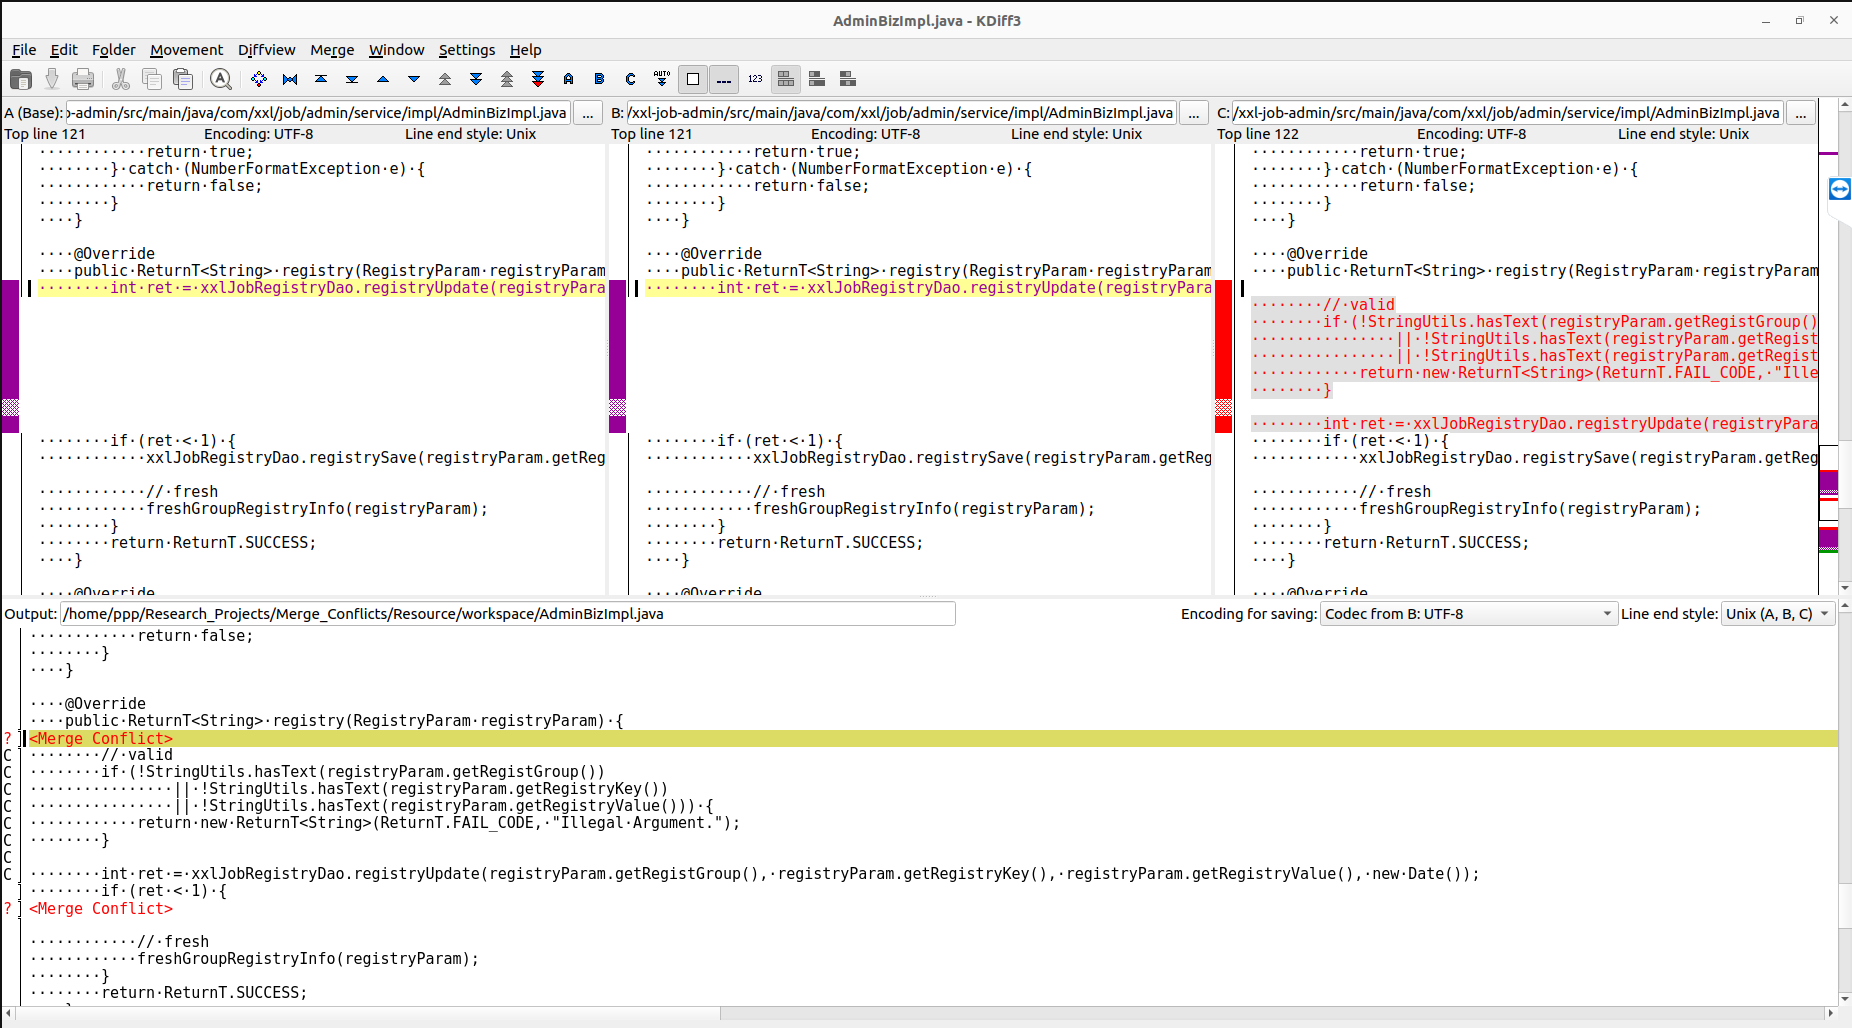 AdminBizImpl.java - KDiff3
File Edit Folder Movement Diffview Merge Window Settings Help
A B C AUTO 123
A (Base): ɔ-admin/src/main/java/com/xxl/job/admin/service/impl/AdminBizImpl.java ...
Top line 121 Encoding: UTF-8 Line end style: Unix
············return·true;
········}·catch·(NumberFormatException·e)·{
············return·false;
········}
····}
····@Override
····public·ReturnT<String>·registry(RegistryParam·registryParam
········int·ret·=·xxlJobRegistryDao.registryUpdate(registryPara
········if·(ret·<·1)·{
············xxlJobRegistryDao.registrySave(registryParam.getReg
············//·fresh
············freshGroupRegistryInfo(registryParam);
········}
········return·ReturnT.SUCCESS;
····}
····@Override
B: /xxl-job-admin/src/main/java/com/xxl/job/admin/service/impl/AdminBizImpl.java ...
Top line 121 Encoding: UTF-8 Line end style: Unix
············return·true;
········}·catch·(NumberFormatException·e)·{
············return·false;
········}
····}
····@Override
····public·ReturnT<String>·registry(RegistryParam·registryParam
········int·ret·=·xxlJobRegistryDao.registryUpdate(registryPara
········if·(ret·<·1)·{
············xxlJobRegistryDao.registrySave(registryParam.getReg
············//·fresh
············freshGroupRegistryInfo(registryParam);
········}
········return·ReturnT.SUCCESS;
····}
····@Override
C: /xxl-job-admin/src/main/java/com/xxl/job/admin/service/impl/AdminBizImpl.java ...
Top line 122 Encoding: UTF-8 Line end style: Unix
············return·true;
········}·catch·(NumberFormatException·e)·{
············return·false;
········}
····}
····@Override
····public·ReturnT<String>·registry(RegistryParam·registryParam
········//·valid
········if·(!StringUtils.hasText(registryParam.getRegistGroup()
················||·!StringUtils.hasText(registryParam.getRegist
················||·!StringUtils.hasText(registryParam.getRegist
············return·new·ReturnT<String>(ReturnT.FAIL_CODE,·"Ille
········}
········int·ret·=·xxlJobRegistryDao.registryUpdate(registryPara
········if·(ret·<·1)·{
············xxlJobRegistryDao.registrySave(registryParam.getReg
············//·fresh
············freshGroupRegistryInfo(registryParam);
········}
········return·ReturnT.SUCCESS;
····}
····@Override
Output: /home/ppp/Research_Projects/Merge_Conflicts/Resource/workspace/AdminBizImpl.java Encoding for saving: Codec from B: UTF-8 Line end style: Unix (A, B, C)
············return·false;
········}
····}
····@Override
····public·ReturnT<String>·registry(RegistryParam·registryParam)·{
? <Merge Conflict>
C ········//·valid
C ········if·(!StringUtils.hasText(registryParam.getRegistGroup())
C ················||·!StringUtils.hasText(registryParam.getRegistryKey())
C ················||·!StringUtils.hasText(registryParam.getRegistryValue()))·{
C ············return·new·ReturnT<String>(ReturnT.FAIL_CODE,·"Illegal·Argument.");
C ········}
C
C ········int·ret·=·xxlJobRegistryDao.registryUpdate(registryParam.getRegistGroup(),·registryParam.getRegistryKey(),·registryParam.getRegistryValue(),·new·Date());
········if·(ret·<·1)·{
? <Merge Conflict>
············//·fresh
············freshGroupRegistryInfo(registryParam);
········}
········return·ReturnT.SUCCESS;